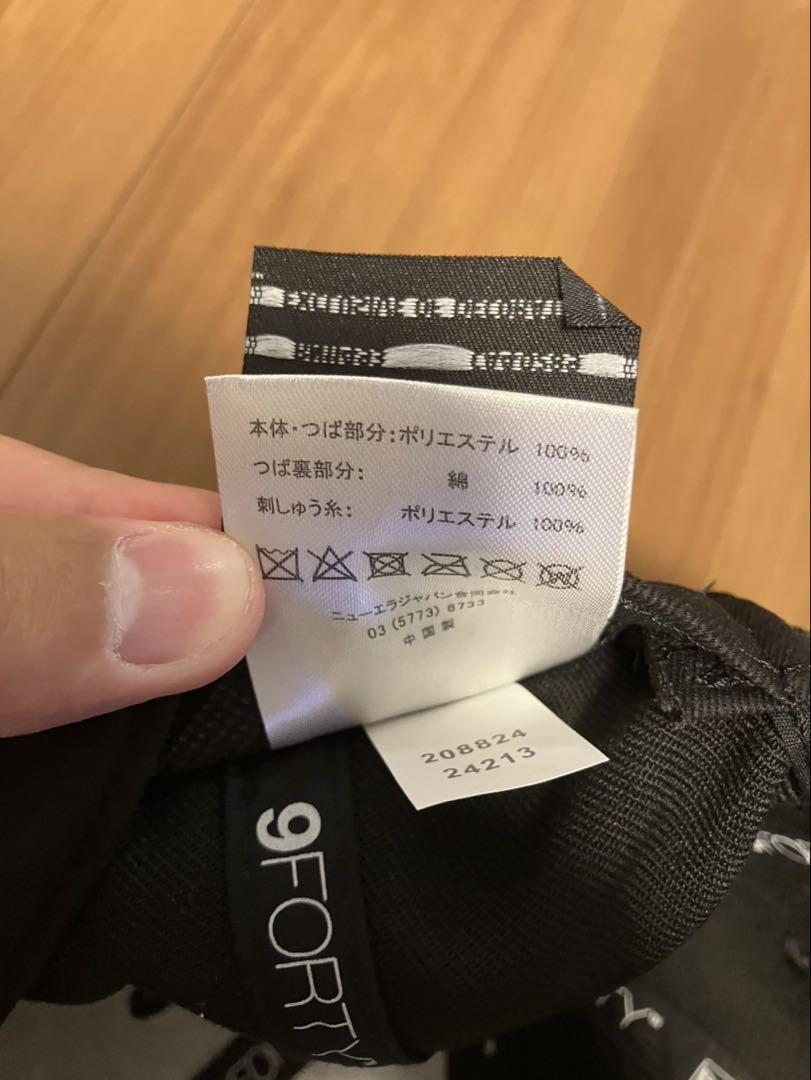 本体・つば部分:ポリエステル 100%
つば裏部分: 綿 100%
刺しゅう糸: ポリエステル 100%
ニューエラジャパン合同会社
03 (5773) 8733
中国製
208824
24213
9FORTY